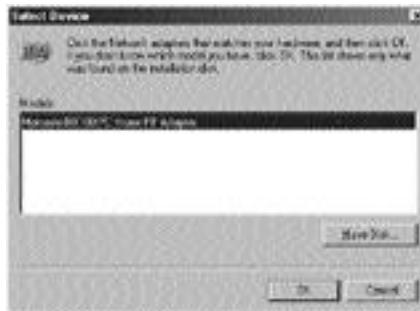 Select Device
Click the Network adapters that matches your hardware, and then click OK.
If you don't know which model you have, click OK. This list shows only what
was found on the installation disk.
Models:
Adapter
Have Disk...
OK
Cancel